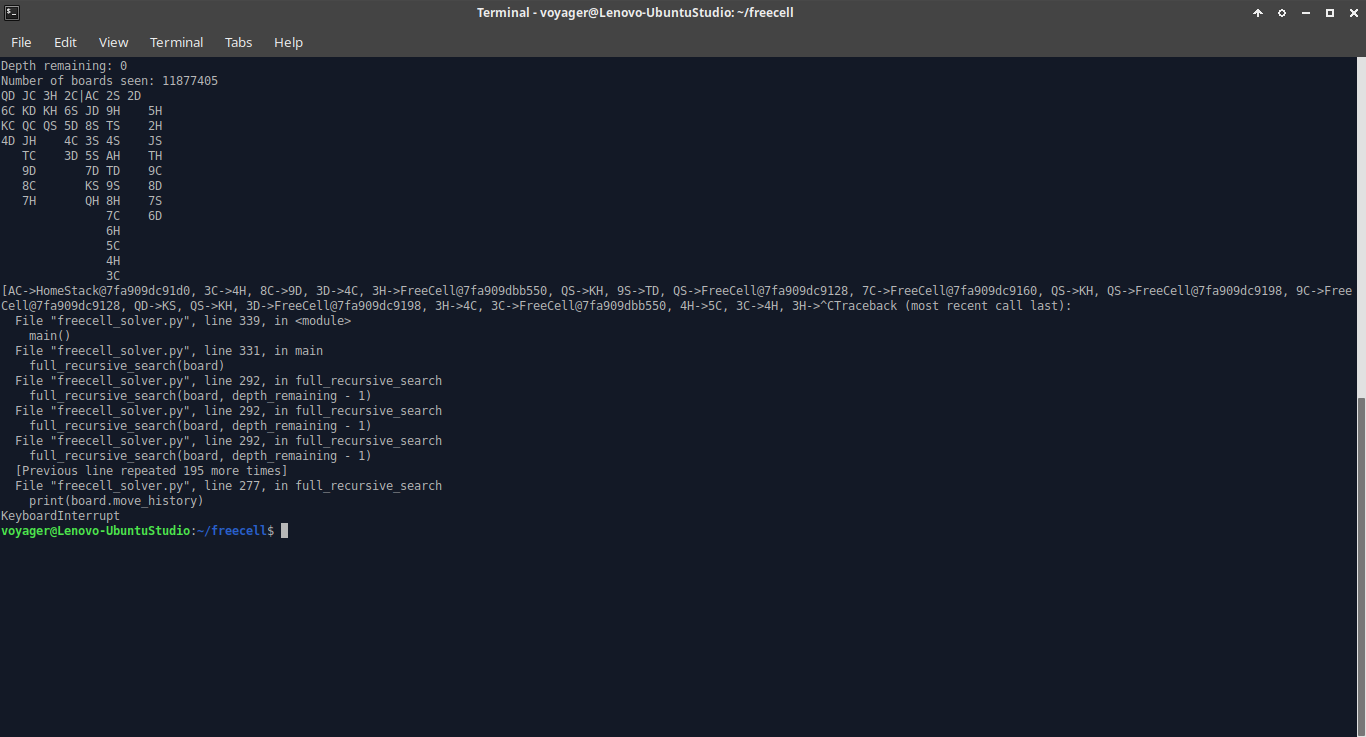 Terminal - voyager@Lenovo-UbuntuStudio: ~/freecell
File Edit View Terminal Tabs Help
Depth remaining: 0
Number of boards seen: 11877405
QD JC 3H 2C|AC 2S 2D
6C KD KH 6S JD 9H    5H
KC QC QS 5D 8S TS    2H
4D JH    4C 3S 4S    JS
   TC    3D 5S AH    TH
   9D       7D TD    9C
   8C       KS 9S    8D
   7H       QH 8H    7S
               7C    6D
               6H
               5C
               4H
               3C
[AC->HomeStack@7fa909dc91d0, 3C->4H, 8C->9D, 3D->4C, 3H->FreeCell@7fa909dbb550, QS->KH, 9S->TD, QS->FreeCell@7fa909dc9128, 7C->FreeCell@7fa909dc9160, QS->KH, QS->FreeCell@7fa909dc9198, 9C->Free
Cell@7fa909dc9128, QD->KS, QS->KH, 3D->FreeCell@7fa909dc9198, 3H->4C, 3C->FreeCell@7fa909dbb550, 4H->5C, 3C->4H, 3H->^CTraceback (most recent call last):
  File "freecell_solver.py", line 339, in <module>
    main()
  File "freecell_solver.py", line 331, in main
    full_recursive_search(board)
  File "freecell_solver.py", line 292, in full_recursive_search
    full_recursive_search(board, depth_remaining - 1)
  File "freecell_solver.py", line 292, in full_recursive_search
    full_recursive_search(board, depth_remaining - 1)
  File "freecell_solver.py", line 292, in full_recursive_search
    full_recursive_search(board, depth_remaining - 1)
  [Previous line repeated 195 more times]
  File "freecell_solver.py", line 277, in full_recursive_search
    print(board.move_history)
KeyboardInterrupt
voyager@Lenovo-UbuntuStudio:~/freecell$